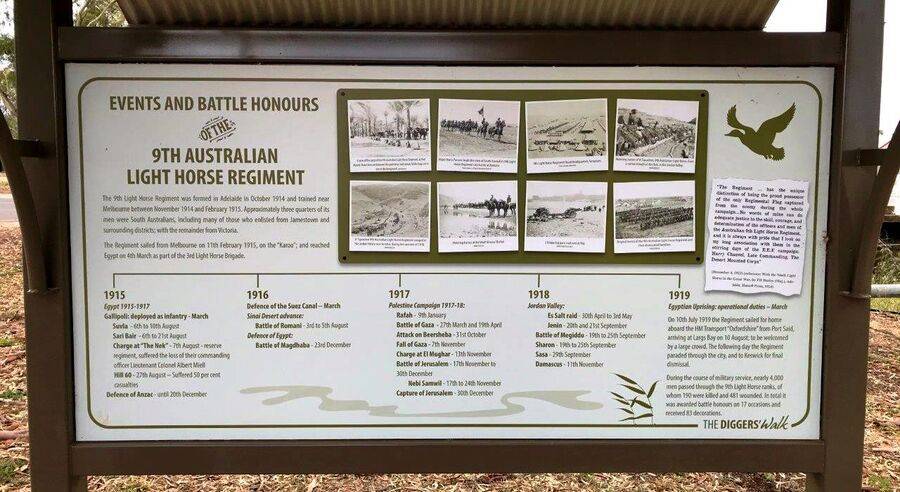 EVENTS AND BATTLE HONOURS
OF THE
9TH AUSTRALIAN
LIGHT HORSE REGIMENT
The 9th Light Horse Regiment was formed in Adelaide in October 1914 and trained near
Melbourne between November 1914 and February 1915. Approximately three quarters of its
men were South Australians, including many of those who enlisted from Jamestown and
surrounding districts; with the remainder from Victoria.
The Regiment sailed from Melbourne on 11th February 1915, on the "Karoo"; and reached
Egypt on 4th March as part of the 3rd Light Horse Brigade.
"The Regiment ... has the unique
distinction of being the proud possessor
of the only Regimental Flag captured
from the enemy during the whole
campaign...No words of mine can do
adequate justice to the skill, courage, and
determination of the officers and men of
the Australian 9th Light Horse Regiment,
and it is always with pride that I look on
my long association with them in the
stirring days of the E.E.F. campaign.
Harry Chauvel, Late Commanding, The
Desert Mounted Corps"
1915
Egypt 1915-1917
Gallipoli: deployed as infantry - March
Suvla - 6th to 10th August
Sari Bair - 6th to 21st August
Charge at "The Nek" - 7th August - reserve
regiment, suffered the loss of their commanding
officer Lieutenant Colonel Albert Miell
Hill 60 - 27th August – Suffered 50 per cent
casualties
Defence of Anzac - until 20th December
1916
Defence of the Suez Canal – March
Sinai Desert advance:
Battle of Romani - 3rd to 5th August
Defence of Egypt:
Battle of Magdhaba - 23rd December
1917
Palestine Campaign 1917-18:
Rafah - 9th January
Battle of Gaza - 27th March and 19th April
Attack on Beersheba - 31st October
Fall of Gaza - 7th November
Charge at El Mughar - 13th November
Battle of Jerusalem - 17th November to
30th December
Nebi Samwil - 17th to 24th November
Capture of Jerusalem - 30th December
1918
Jordan Valley:
Es Salt raid - 30th April to 3rd May
Jenin - 20th and 21st September
Battle of Megiddo - 19th to 25th September
Sharon - 19th to 25th September
Sasa - 29th September
Damascus - 11th November
1919
Egyptian Uprising: operational duties – March
On 10th July 1919 the Regiment sailed for home
aboard the HM Transport "Oxfordshire" from Port Said,
arriving at Largs Bay on 10 August; to be welcomed
by a large crowd. The following day the Regiment
paraded through the city, and to Keswick for final
dismissal.
During the course of military service, nearly 4,000
men passed through the 9th Light Horse ranks, of
whom 190 were killed and 481 wounded. In total it
was awarded battle honours on 17 occasions and
received 83 decorations.
THE DIGGERS' Walk